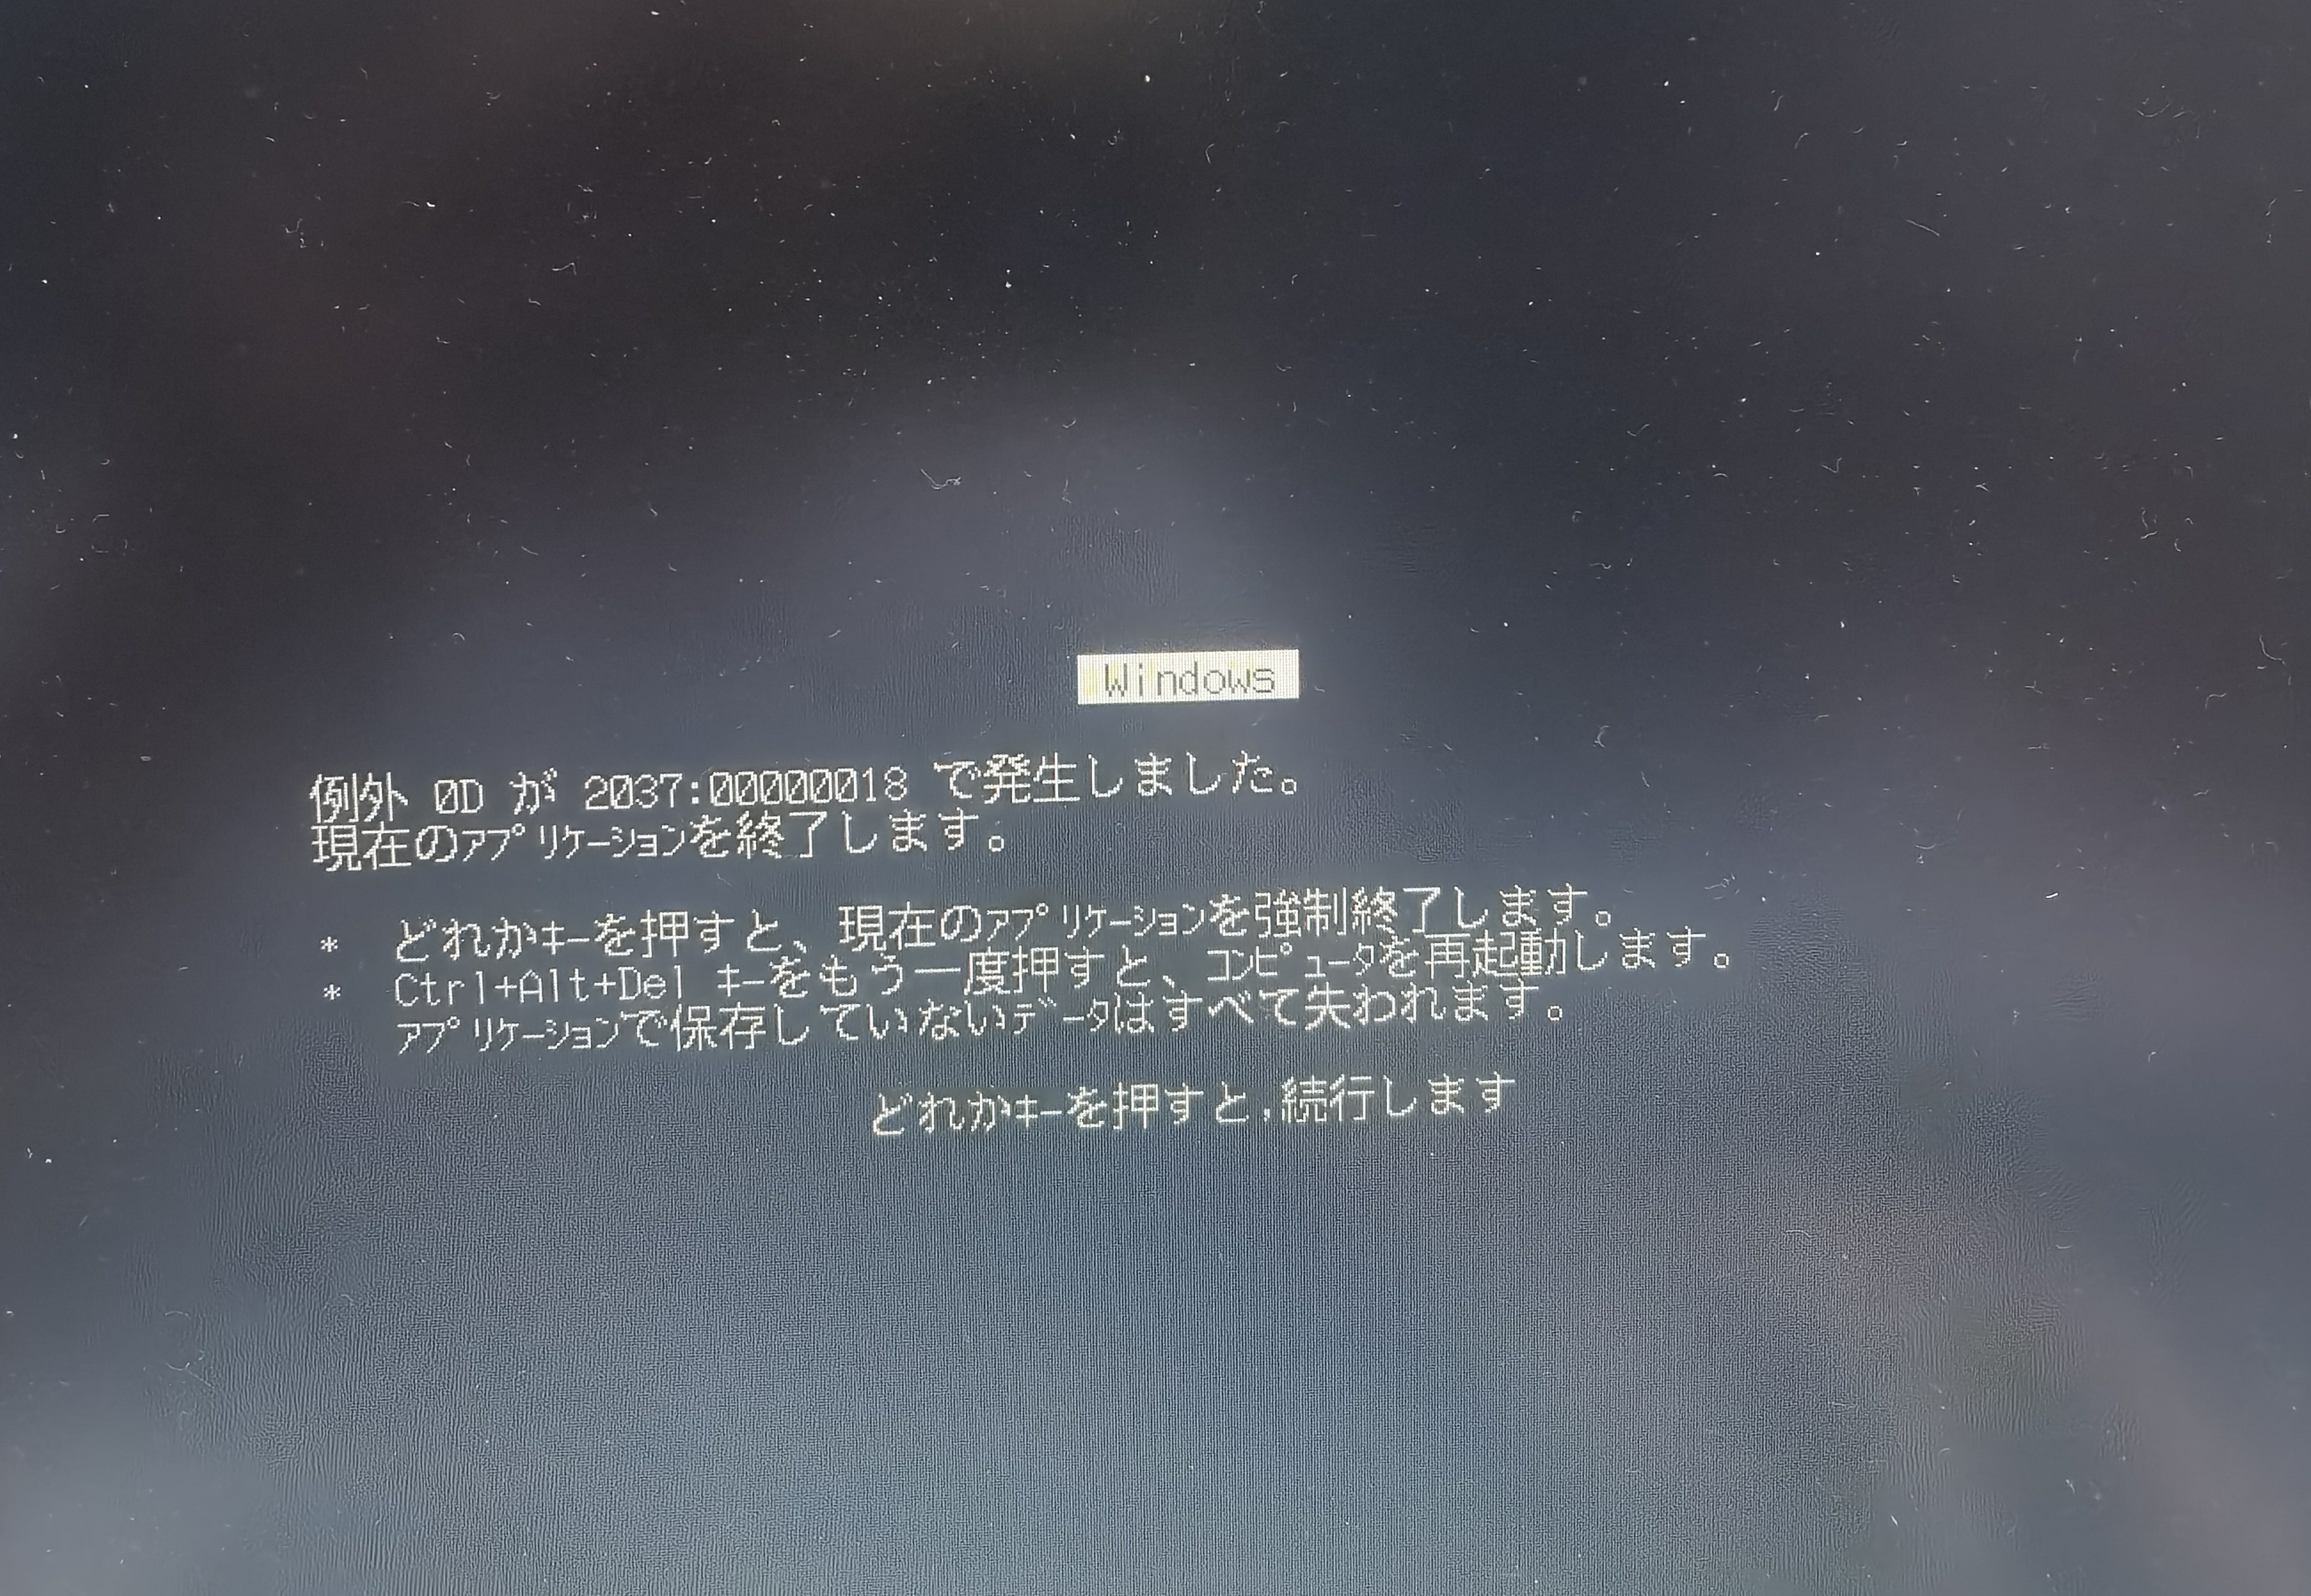 Windows
例外 0D が 2037:00000018 で発生しました。
現在のｱﾌﾟﾘｹｰｼｮﾝを終了します。
* どれかｷｰを押すと、現在のｱﾌﾟﾘｹｰｼｮﾝを強制終了します。
* Ctrl+Alt+Del ｷｰをもう一度押すと、ｺﾝﾋﾟｭｰﾀを再起動します。
ｱﾌﾟﾘｹｰｼｮﾝで保存していないﾃﾞｰﾀはすべて失われます。
どれかｷｰを押すと,続行します